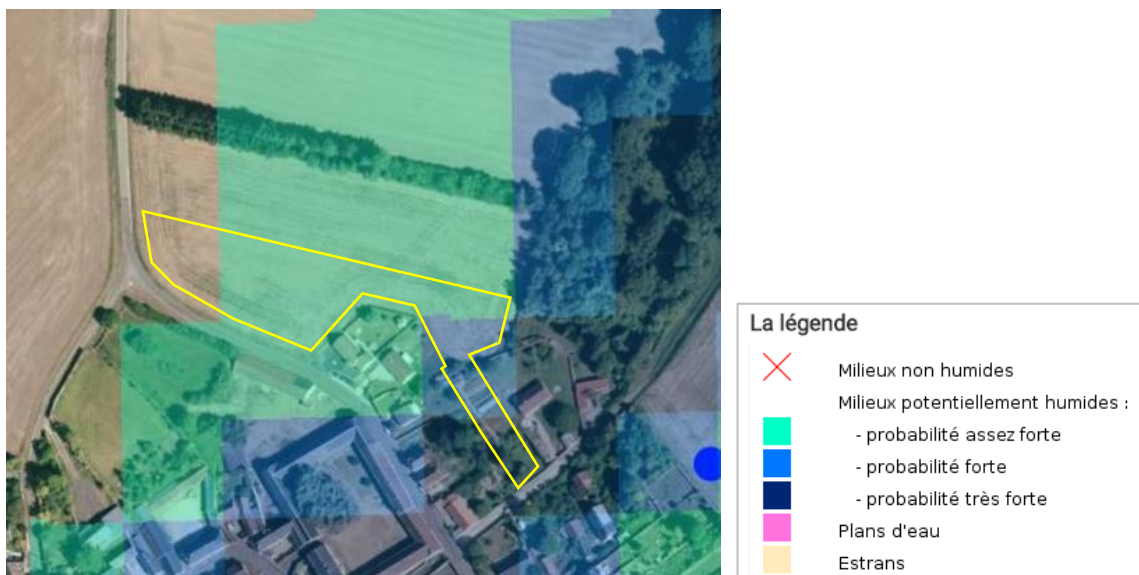 La légende
Milieux non humides
Milieux potentiellement humides :
- probabilité assez forte
- probabilité forte
- probabilité très forte
Plans d'eau
Estrans